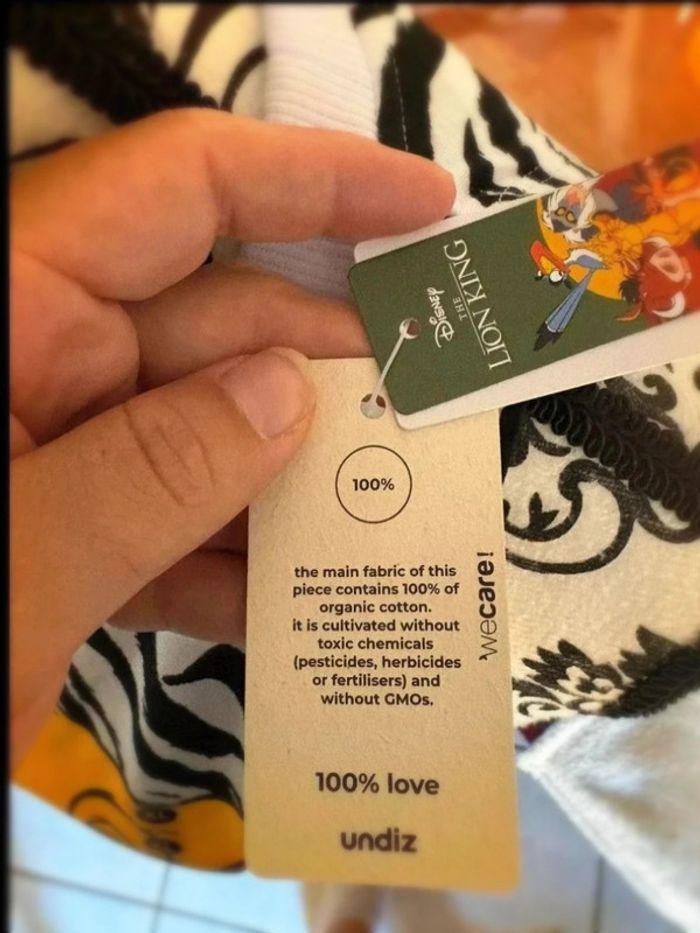 DISNEY
THE
LION KING
100%
the main fabric of this
piece contains 100% of
organic cotton.
it is cultivated without
toxic chemicals
(pesticides, herbicides
or fertilisers) and
without GMOs.
wecare!
100% love
undiz